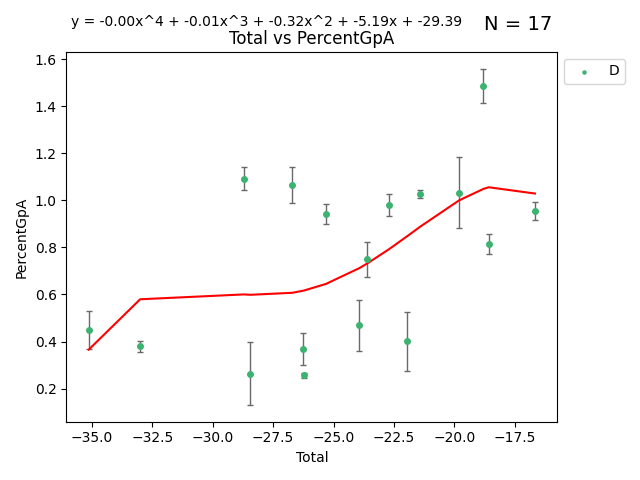 y = -0.00x^4 + -0.01x^3 + -0.32x^2 + -5.19x + -29.39 N = 17
Total vs PercentGpA
D
PercentGpA
1.6
1.4
1.2
1.0
0.8
0.6
0.4
0.2
−35.0 −32.5 −30.0 −27.5 −25.0 −22.5 −20.0 −17.5
Total